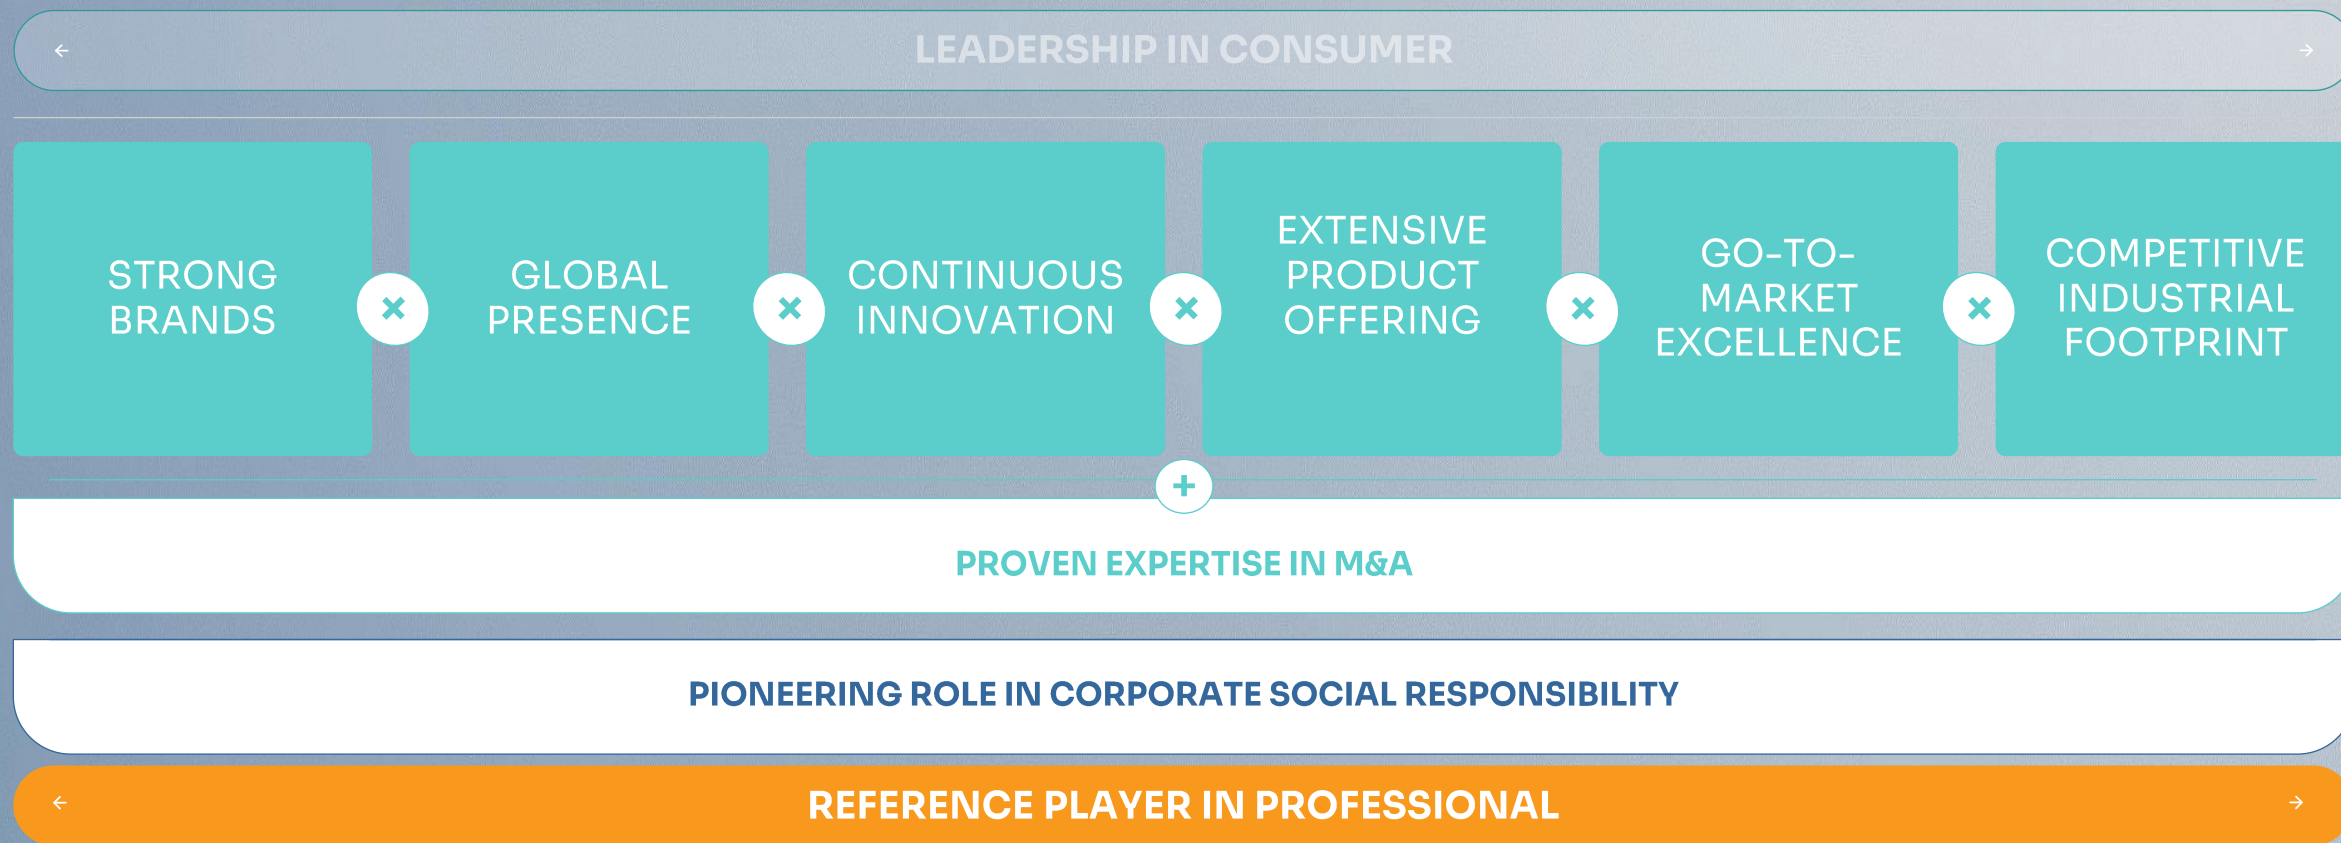 LEADERSHIP IN CONSUMER
STRONG
BRANDS
GLOBAL
PRESENCE
CONTINUOUS
INNOVATION
EXTENSIVE
PRODUCT
OFFERING
GO-TO-
MARKET
EXCELLENCE
COMPETITIVE
INDUSTRIAL
FOOTPRINT
+
PROVEN EXPERTISE IN M&A
PIONEERING ROLE IN CORPORATE SOCIAL RESPONSIBILITY
REFERENCE PLAYER IN PROFESSIONAL